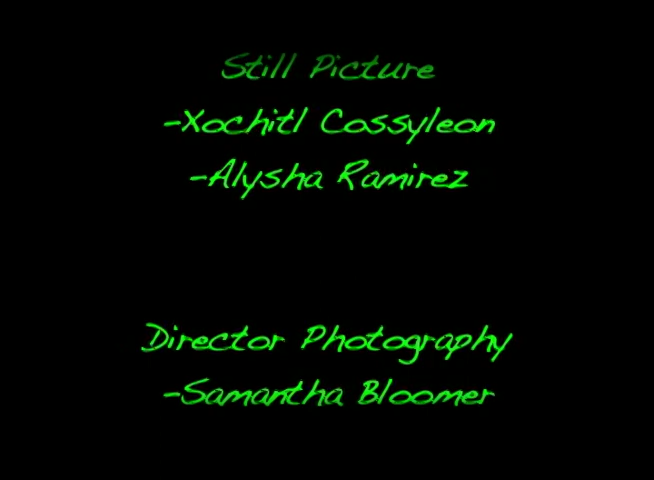 Still Picture
-Xochitl Cossyleon
-Alysha Ramirez
Director Photography
-Samantha Bloomer